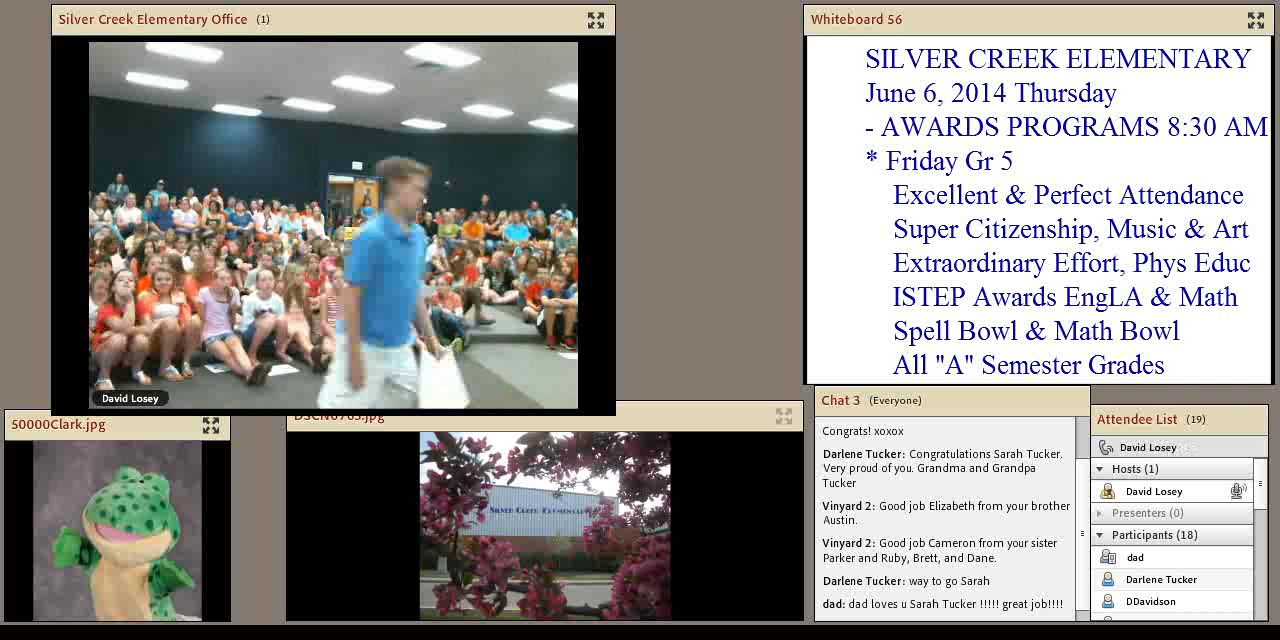 Silver Creek Elementary Office (1)
David Losey
Whiteboard 56
SILVER CREEK ELEMENTARY
June 6, 2014 Thursday
- AWARDS PROGRAMS 8:30 AM
* Friday Gr 5
Excellent & Perfect Attendance
Super Citizenship, Music & Art
Extraordinary Effort, Phys Educ
ISTEP Awards EngLA & Math
Spell Bowl & Math Bowl
All "A" Semester Grades
50000Clark.jpg
SILVER CREEK ELEMENTARY
Chat 3 (Everyone)
Congrats! xoxox
Darlene Tucker: Congratulations Sarah Tucker.
Very proud of you. Grandma and Grandpa
Tucker
Vinyard 2: Good job Elizabeth from your brother
Austin.
Vinyard 2: Good job Cameron from your sister
Parker and Ruby, Brett, and Dane.
Darlene Tucker: way to go Sarah
dad: dad loves u Sarah Tucker !!!!! great job!!!!
Attendee List (19)
David Losey
Hosts (1)
David Losey
Presenters (0)
Participants (18)
dad
Darlene Tucker
DDavidson